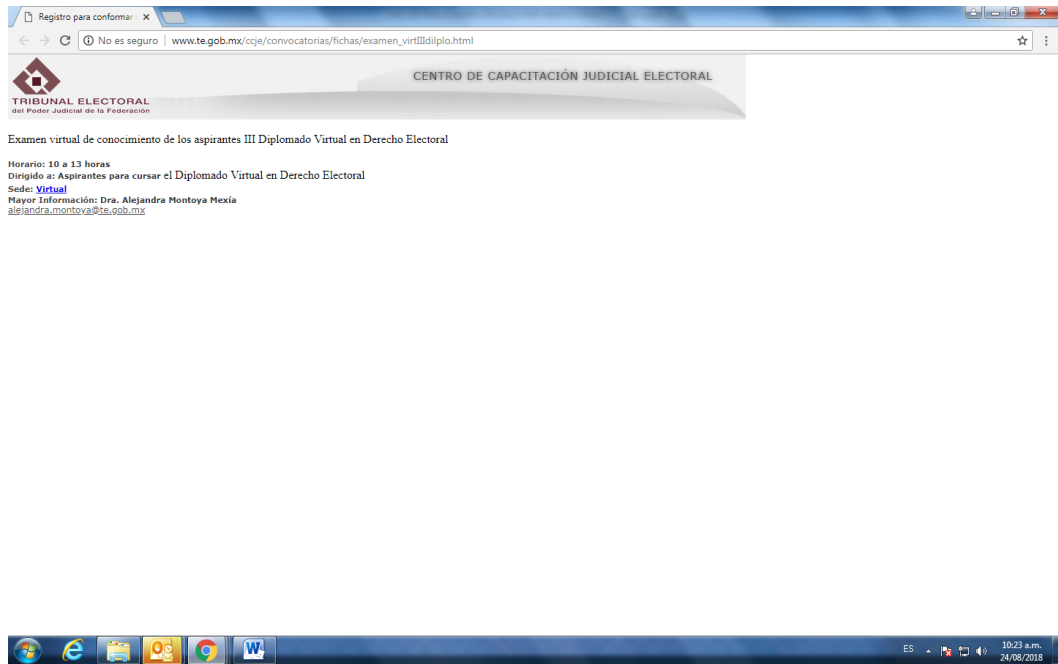 Registro para conformar
No es seguro | www.te.gob.mx/ccje/convocatorias/fichas/examen_virtIIIdilplo.html
TRIBUNAL ELECTORAL
del Poder Judicial de la Federación
CENTRO DE CAPACITACIÓN JUDICIAL ELECTORAL
Examen virtual de conocimiento de los aspirantes III Diplomado Virtual en Derecho Electoral
Horario: 10 a 13 horas
Dirigido a: Aspirantes para cursar el Diplomado Virtual en Derecho Electoral
Sede: Virtual
Mayor Información: Dra. Alejandra Montoya Mexía
alejandra.montoya@te.gob.mx
ES
10:23 a.m.
24/08/2018